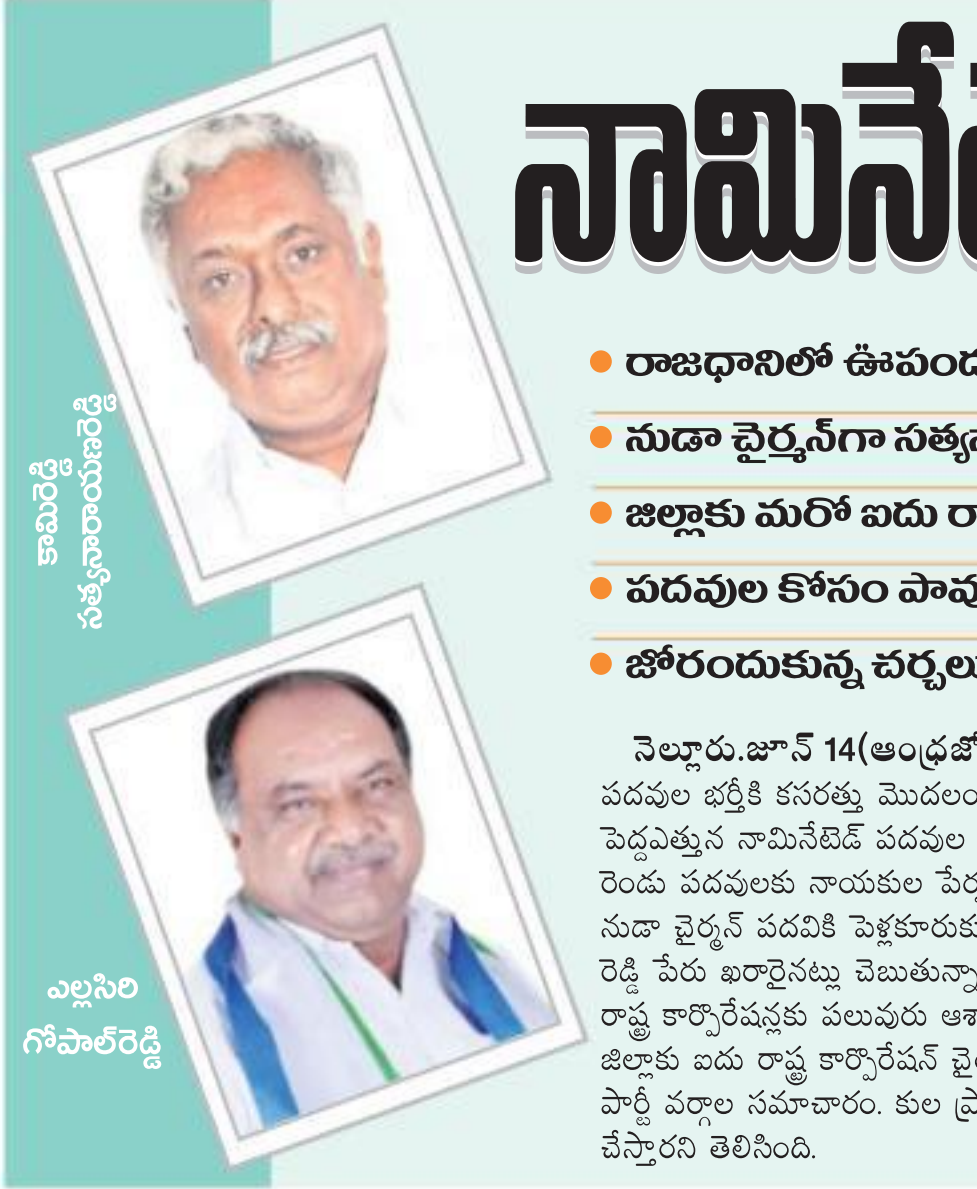 నామినే
రాజధానిలో ఊపంద
నుడా చైర్మన్‌గా సత్య
జిల్లాకు మరో ఐదు రా
పదవుల కోసం పావు
జోరందుకున్న చర్చలు
కామిరెడ్డి
సత్యనారాయణరెడ్డి
ఎల్లసిరి
గోపాల్‌రెడ్డి
నెల్లూరు.జూన్ 14(ఆంధ్రజో
పదవుల భర్తీకి కసరత్తు మొదలం
పెద్దఎత్తున నామినేటెడ్ పదవుల
రెండు పదవులకు నాయకుల పేర్ల
నుడా చైర్మన్ పదవికి పెళ్లకూరుకు
రెడ్డి పేరు ఖరారైనట్లు చెబుతున్నా
రాష్ట్ర కార్పొరేషన్లకు పలువురు ఆశ
జిల్లాకు ఐదు రాష్ట్ర కార్పొరేషన్ చైర
పార్టీ వర్గాల సమాచారం. కుల ప్రా
చేస్తారని తెలిసింది.